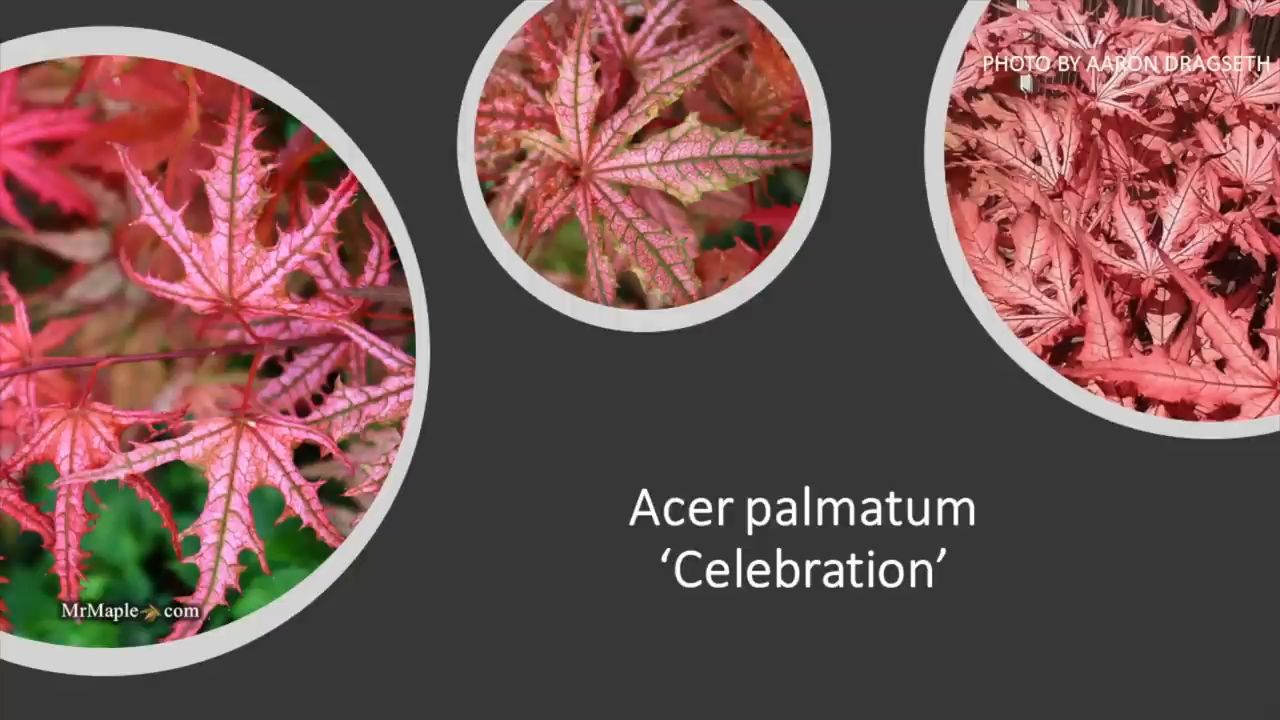 PHOTO BY AARON DRAGSETH
Acer palmatum
‘Celebration’
MrMaple com